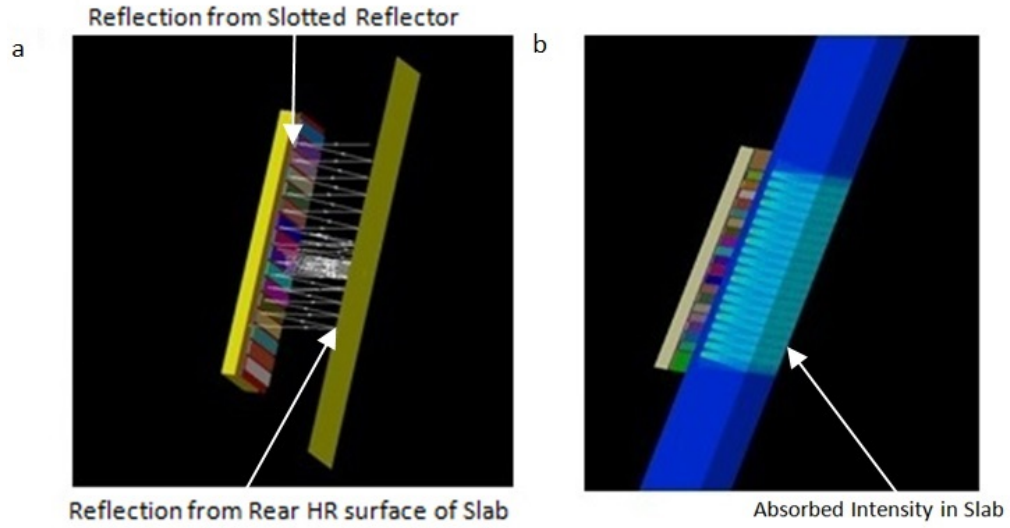 Reflection from Slotted Reflector
a
b
Reflection from Rear HR surface of Slab
Absorbed Intensity in Slab